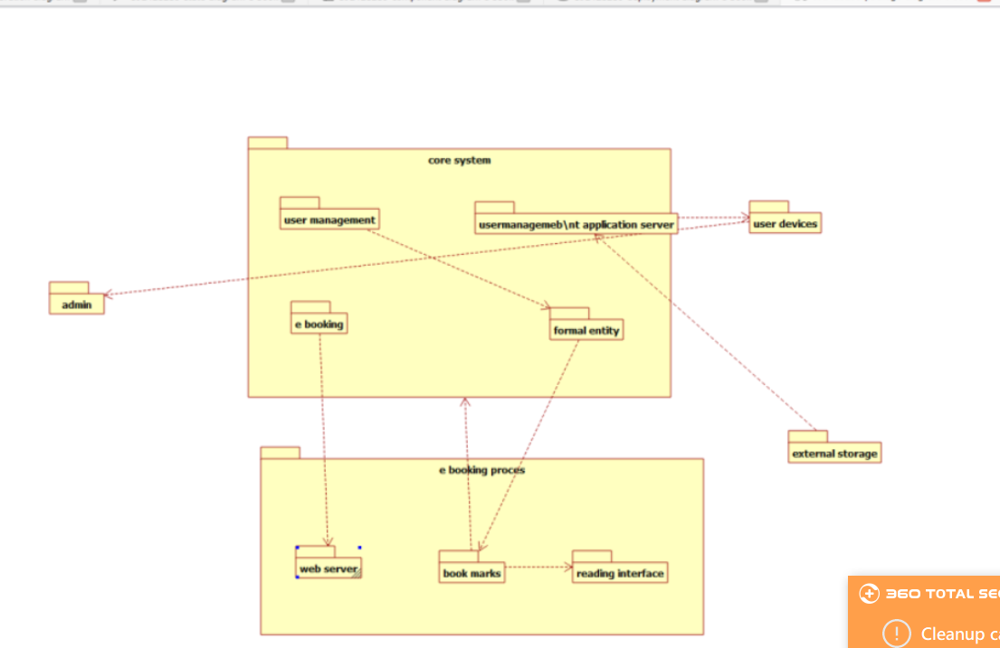 core system
user management
usermanagemeb\nt application server
user devices
admin
e booking
formal entity
external storage
e booking proces
web server
book marks
reading interface
360 TOTAL
Cleanup